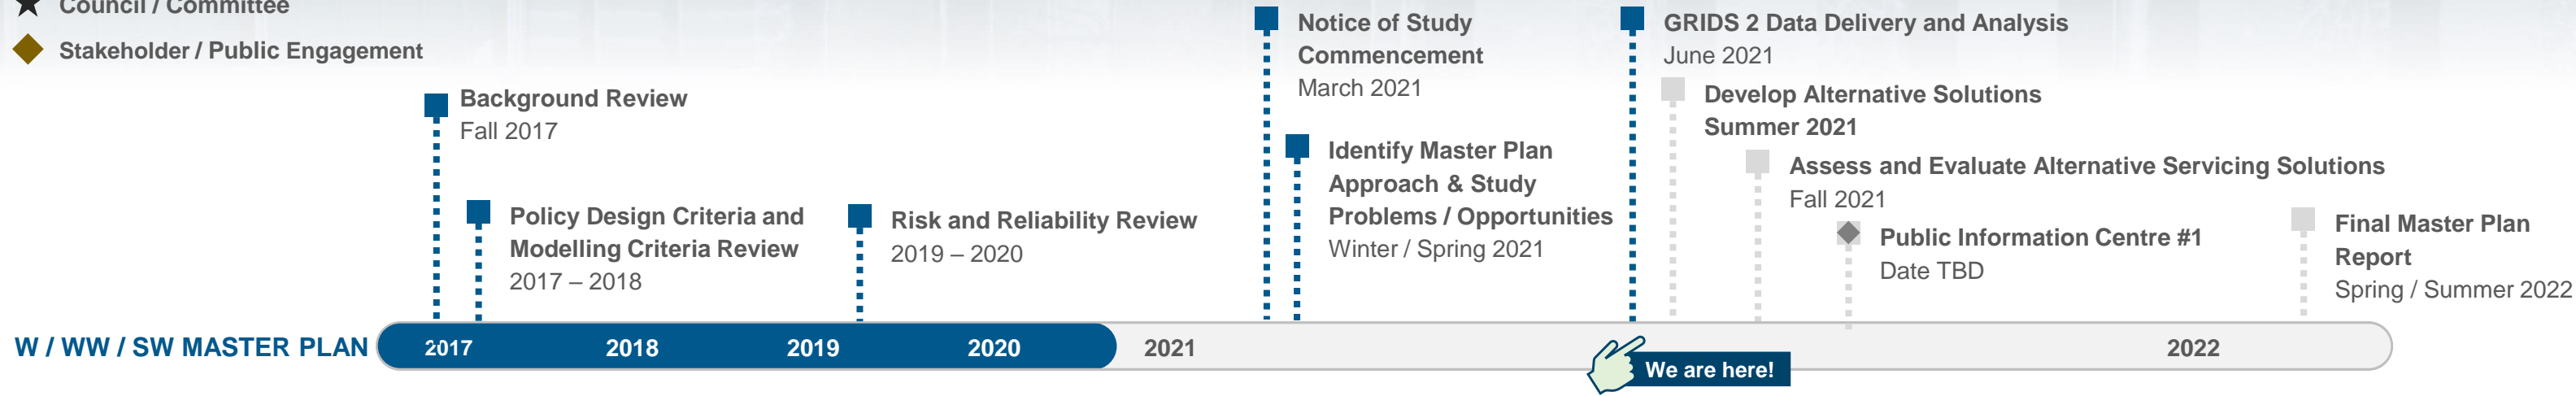 Council / Committee
Stakeholder / Public Engagement
Background Review
Fall 2017
Policy Design Criteria and
Modelling Criteria Review
2017 – 2018
Risk and Reliability Review
2019 – 2020
Notice of Study
Commencement
March 2021
Identify Master Plan
Approach & Study
Problems / Opportunities
Winter / Spring 2021
GRIDS 2 Data Delivery and Analysis
June 2021
Develop Alternative Solutions
Summer 2021
Assess and Evaluate Alternative Servicing Solutions
Fall 2021
Public Information Centre #1
Date TBD
Final Master Plan
Report
Spring / Summer 2022
W / WW / SW MASTER PLAN
2017 2018 2019 2020 2021 2022
We are here!